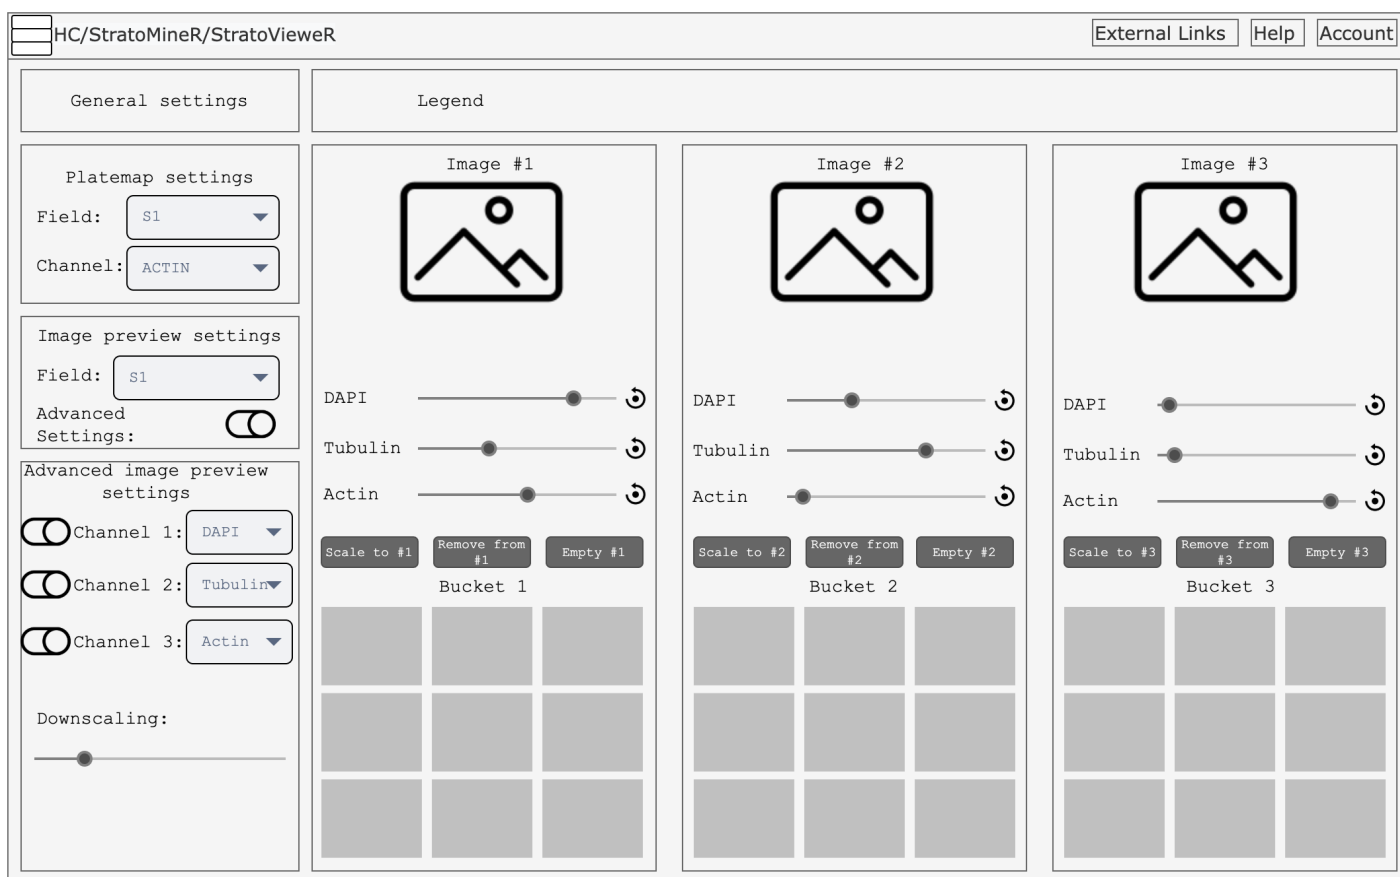 HC/StratoMineR/StratoVieweR
External Links
Help
Account
General settings
Legend
Platemap settings
Field:
S1
Channel:
ACTIN
Image preview settings
Field:
S1
Advanced
Settings:
Advanced image preview
settings
Channel 1:
DAPI
Channel 2:
Tubulin
Channel 3:
Actin
Downscaling:
Image #1
DAPI
Tubulin
Actin
Scale to #1
Remove from
#1
Empty #1
Bucket 1
Image #2
DAPI
Tubulin
Actin
Scale to #2
Remove from
#2
Empty #2
Bucket 2
Image #3
DAPI
Tubulin
Actin
Scale to #3
Remove from
#3
Empty #3
Bucket 3